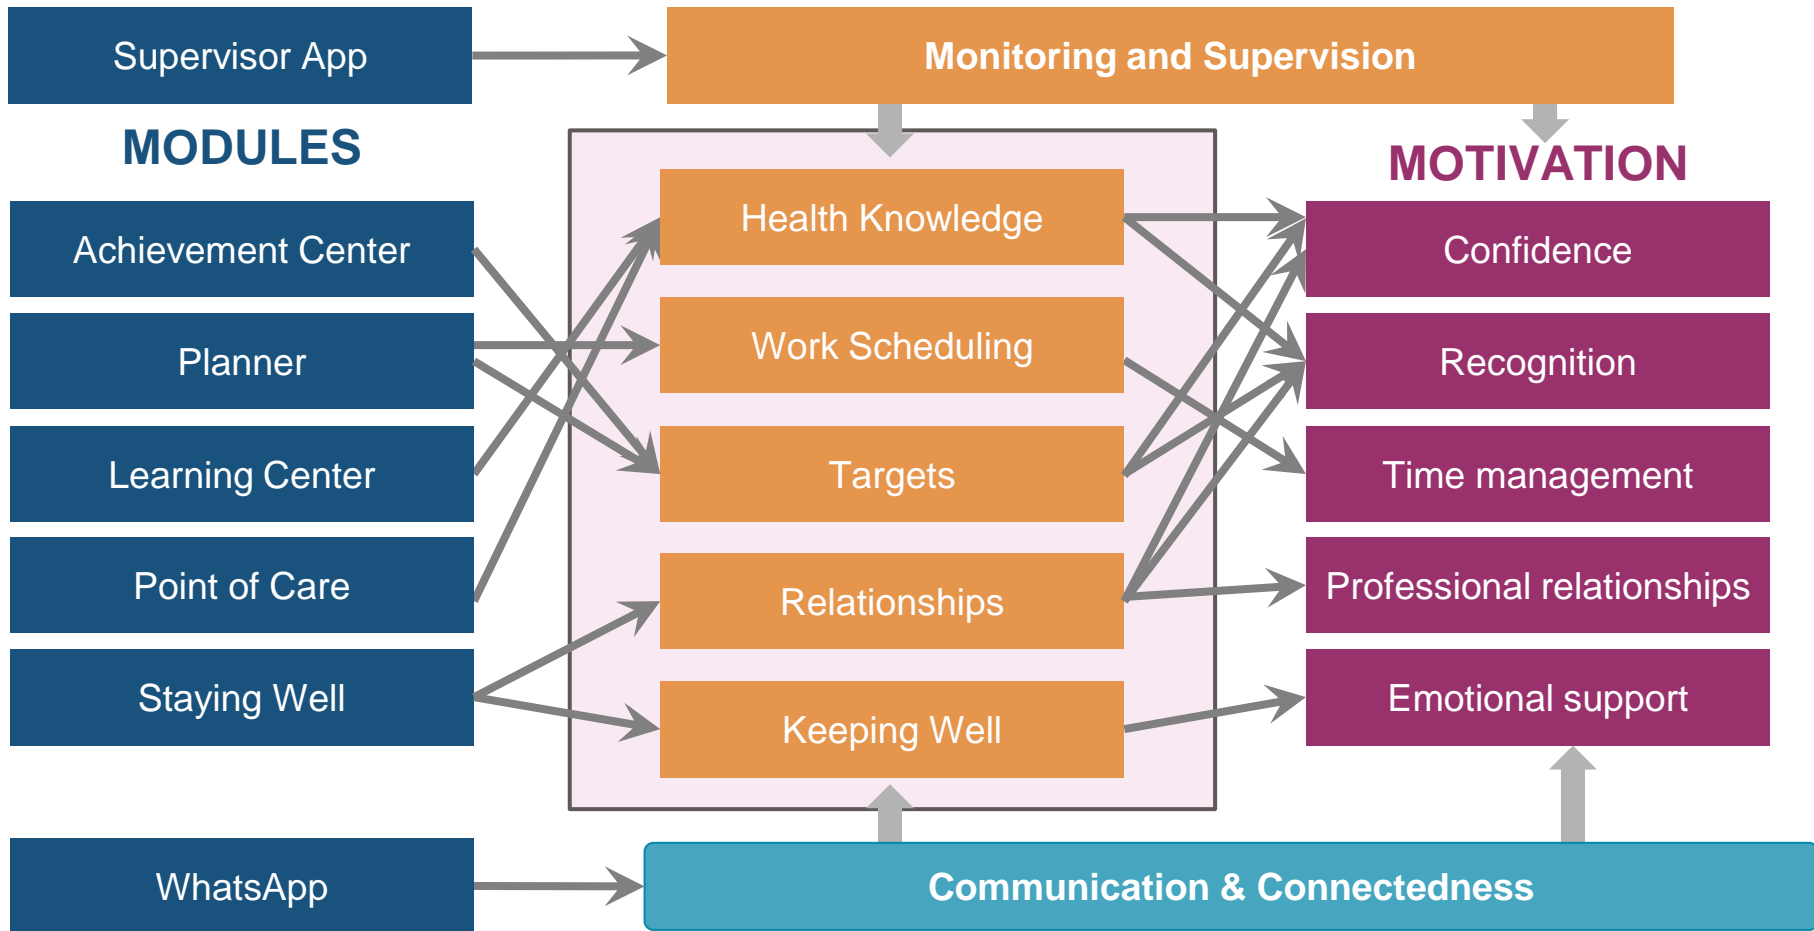 Supervisor App
Monitoring and Supervision
MODULES
MOTIVATION
Achievement Center
Planner
Learning Center
Point of Care
Staying Well
Health Knowledge
Work Scheduling
Targets
Relationships
Keeping Well
Confidence
Recognition
Time management
Professional relationships
Emotional support
WhatsApp
Communication & Connectedness